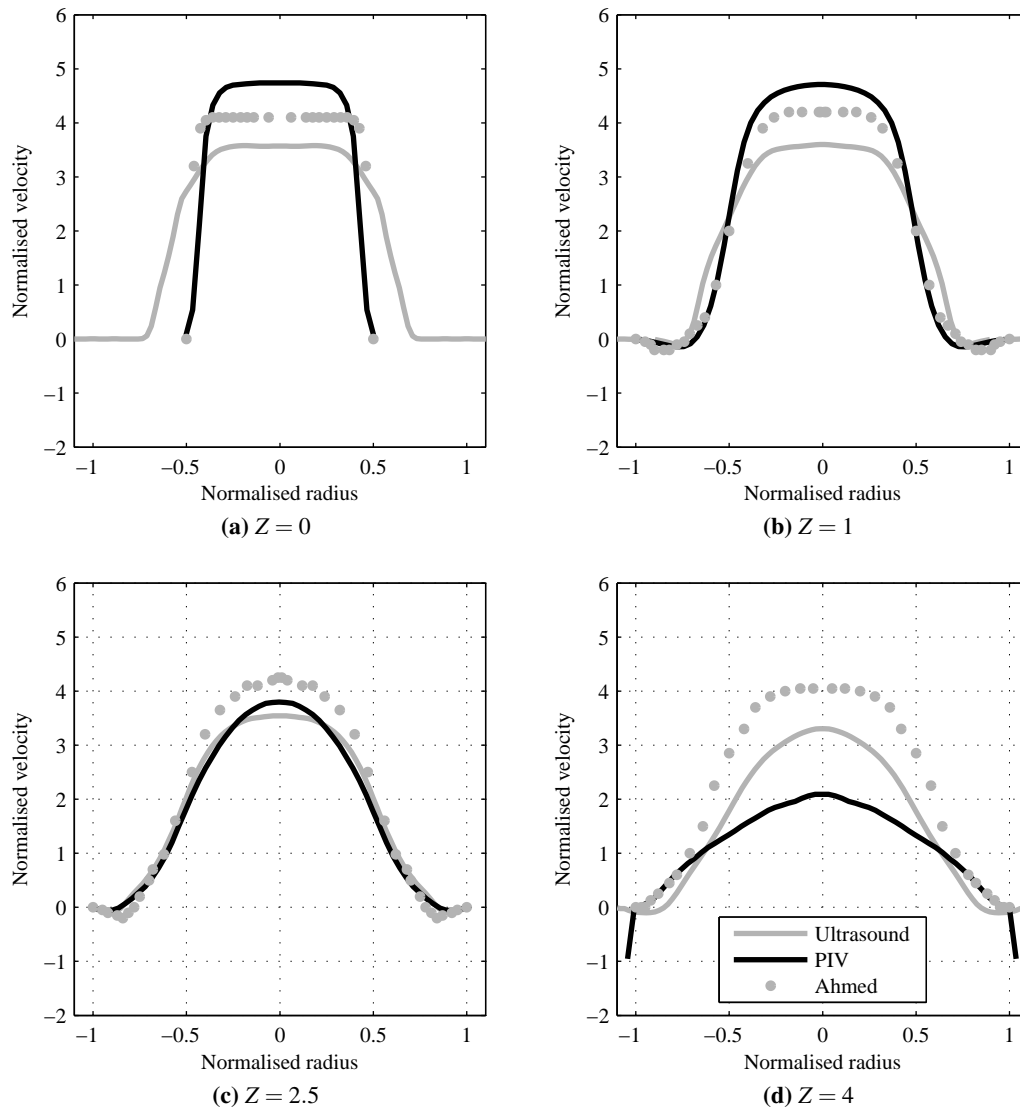 6
5
4
3
2
1
0
−1
−2
Normalised velocity
−1 −0.5 0 0.5 1
Normalised radius
(a) Z = 0
6
5
4
3
2
1
0
−1
−2
Normalised velocity
−1 −0.5 0 0.5 1
Normalised radius
(b) Z = 1
6
5
4
3
2
1
0
−1
−2
Normalised velocity
−1 −0.5 0 0.5 1
Normalised radius
(c) Z = 2.5
6
5
4
3
2
1
0
−1
−2
Normalised velocity
Ultrasound
PIV
Ahmed
−1 −0.5 0 0.5 1
Normalised radius
(d) Z = 4